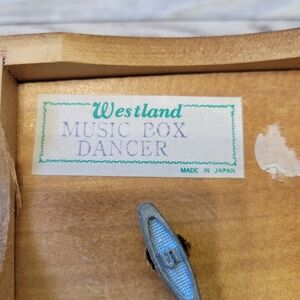 Westland
MUSIC BOX
DANCER
MADE IN JAPAN